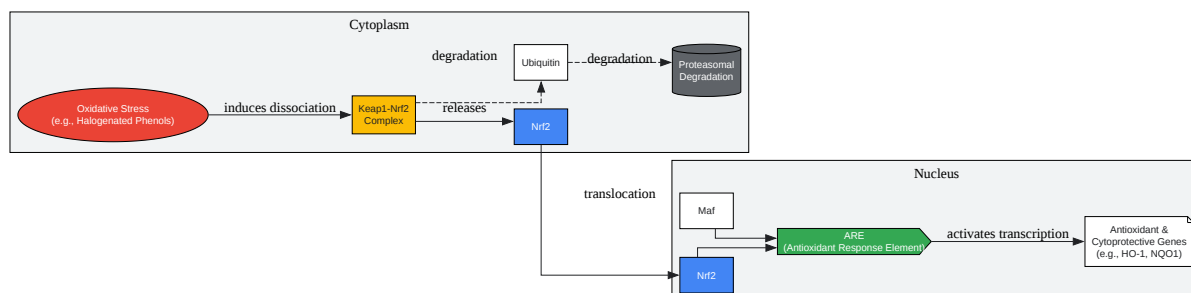 Cytoplasm
degradation
Ubiquitin
degradation
Proteasomal
Degradation
Oxidative Stress
(e.g., Halogenated Phenols)
induces dissociation
Keap1-Nrf2
Complex
releases
Nrf2
translocation
Nucleus
Maf
ARE
(Antioxidant Response Element)
activates transcription
Antioxidant &
Cytoprotective Genes
(e.g., HO-1, NQO1)
Nrf2